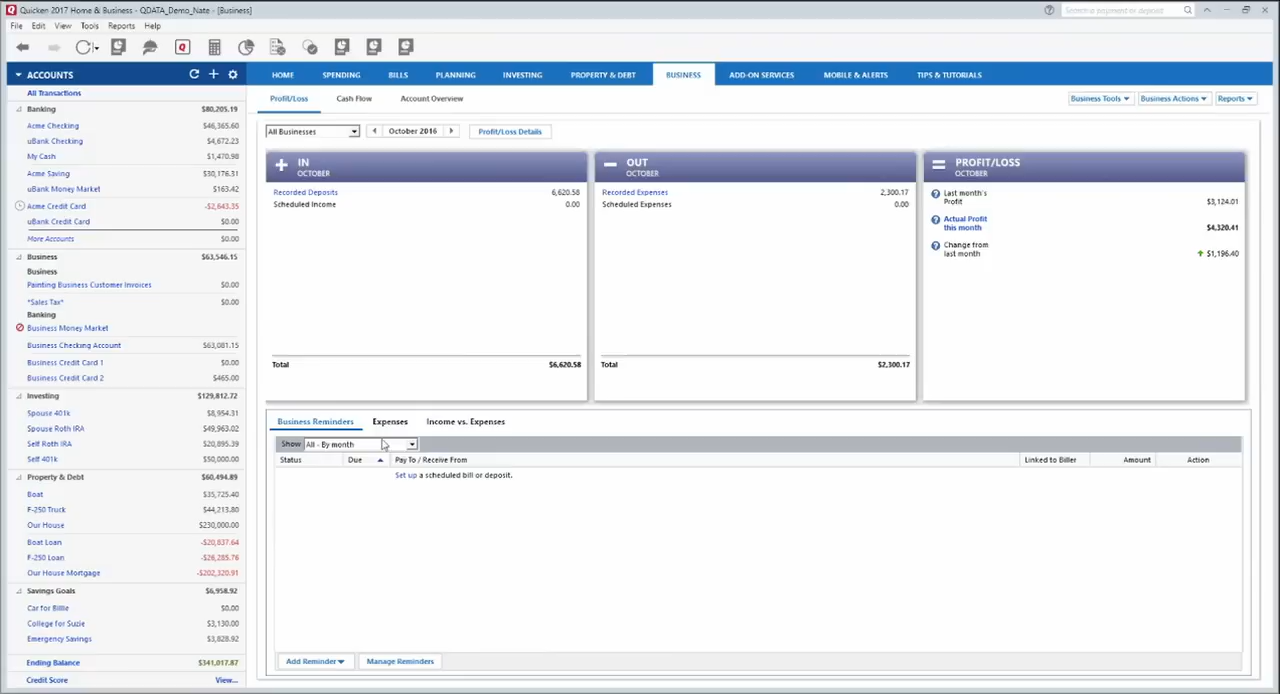 Quicken 2017 Home & Business - QDATA_Demo_Nate - [Business]
File Edit View Tools Reports Help
ACCOUNTS
HOME SPENDING BILLS PLANNING INVESTING PROPERTY & DEBT BUSINESS ADD-ON SERVICES MOBILE & ALERTS TIPS & TUTORIALS
Profit/Loss Cash Flow Account Overview Business Tools Business Actions Reports
All Transactions
Banking $80,205.19
Acme Checking $46,365.60
uBank Checking $4,672.23
My Cash $1,470.98
Acme Saving $30,176.31
uBank Money Market $163.42
Acme Credit Card -$2,643.35
uBank Credit Card $0.00
More Accounts $0.00
Business $63,546.15
Business
Painting Business Customer Invoices $0.00
*Sales Tax* $0.00
Banking
Business Money Market
Business Checking Account $63,081.15
Business Credit Card 1 $0.00
Business Credit Card 2 $465.00
Investing $129,812.72
Spouse 401k $8,954.31
Spouse Roth IRA $49,963.02
Self Roth IRA $20,895.39
Self 401k $50,000.00
Property & Debt $60,494.89
Boat $35,725.40
F-250 Truck $44,213.80
Our House $230,000.00
Boat Loan -$20,837.64
F-250 Loan -$26,285.76
Our House Mortgage -$202,320.91
Savings Goals $6,958.92
Car for Billie $0.00
College for Suzie $3,130.00
Emergency Savings $3,828.92
Ending Balance $341,017.87
Credit Score View...
All Businesses October 2016 Profit/Loss Details
IN
OCTOBER
Recorded Deposits 6,620.58
Scheduled Income 0.00
Total $6,620.58
OUT
OCTOBER
Recorded Expenses 2,300.17
Scheduled Expenses 0.00
Total $2,300.17
PROFIT/LOSS
OCTOBER
Last month's
Profit $3,124.01
Actual Profit
this month $4,320.41
Change from
last month $1,196.40
Business Reminders Expenses Income vs. Expenses
Show All - By month
Status Due Pay To / Receive From Linked to Biller Amount Action
Set up a scheduled bill or deposit.
Add Reminder Manage Reminders